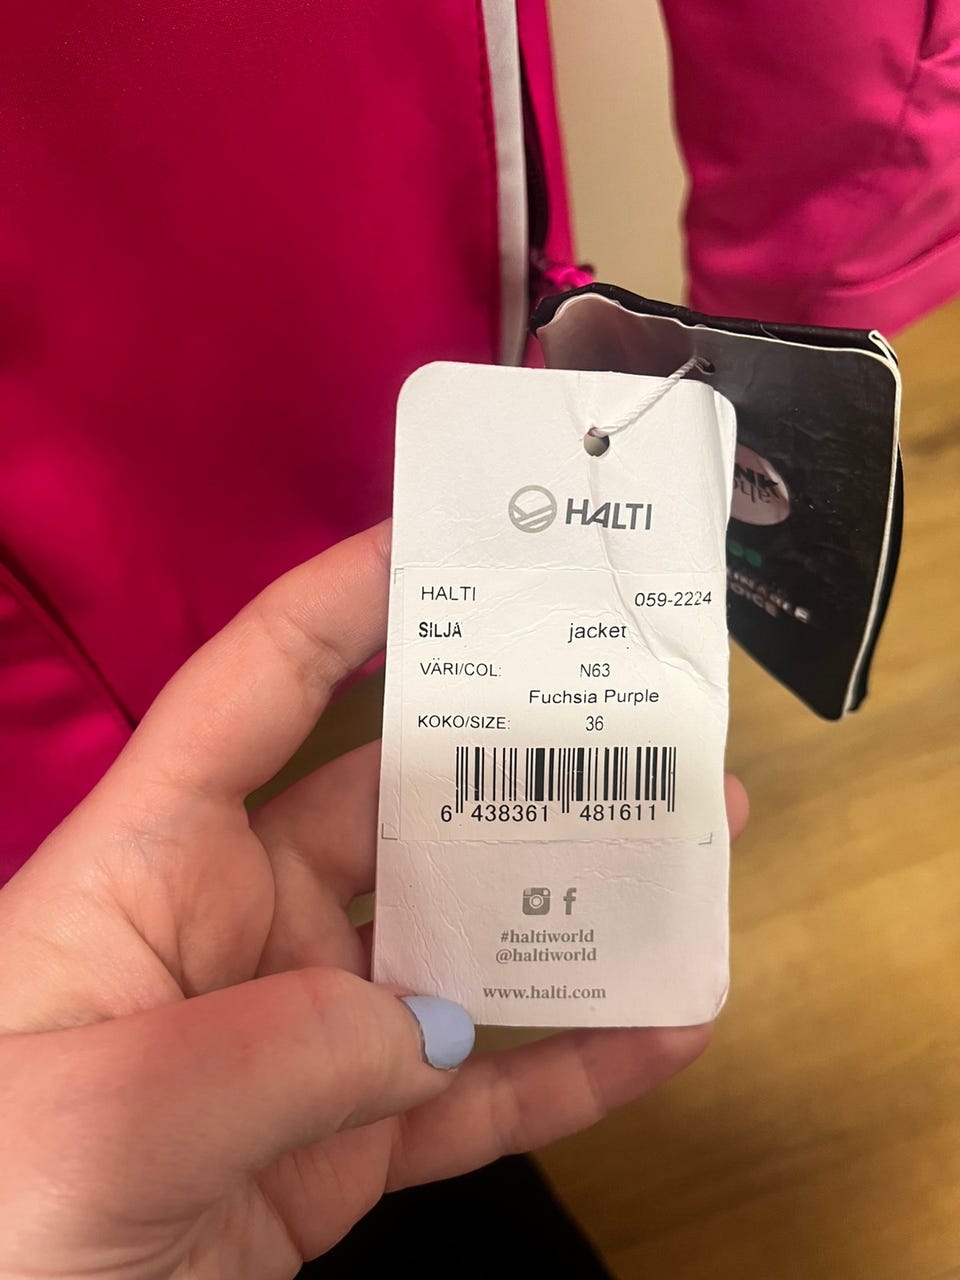 HALTI
HALTI 059-2224
SILJA jacket
VÄRI/COL: N63
Fuchsia Purple
KOKO/SIZE: 36
6 438361 481611
#haltiworld
@haltiworld
www.halti.com